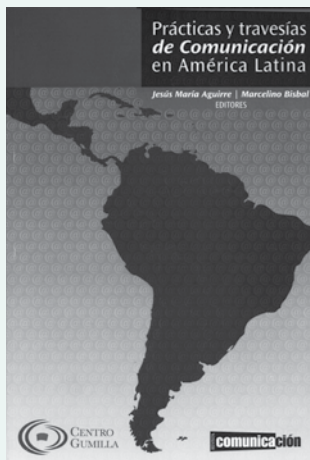 Prácticas y travesías
de Comunicación
en América Latina
Jesús María Aguirre | Marcelino Bisbal
EDITORES
CENTRO
GUMILLA
comunicación